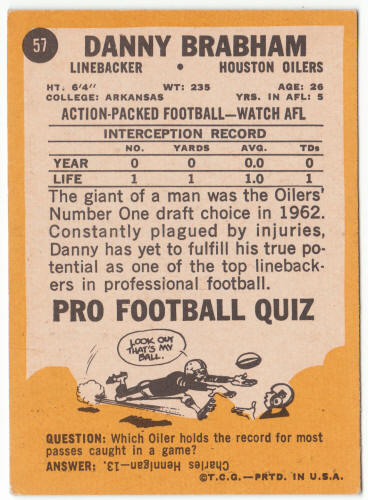 57
DANNY BRABHAM
LINEBACKER • HOUSTON OILERS
HT. 6'4" WT: 235 AGE: 26
COLLEGE: ARKANSAS YRS. IN AFL: 5
ACTION-PACKED FOOTBALL—WATCH AFL
INTERCEPTION RECORD
NO. YARDS AVG. TDs
YEAR 0 0 0.0 0
LIFE 1 1 1.0 1
The giant of a man was the Oilers'
Number One draft choice in 1962.
Constantly plagued by injuries,
Danny has yet to fulfill his true po-
tential as one of the top lineback-
ers in professional football.
PRO FOOTBALL QUIZ
LOOK OUT
THAT'S MY
BALL.
QUESTION: Which Oiler holds the record for most
passes caught in a game?
ANSWER: Charles Hennigan–13.
©T.C.G.—PRTD. IN U.S.A.